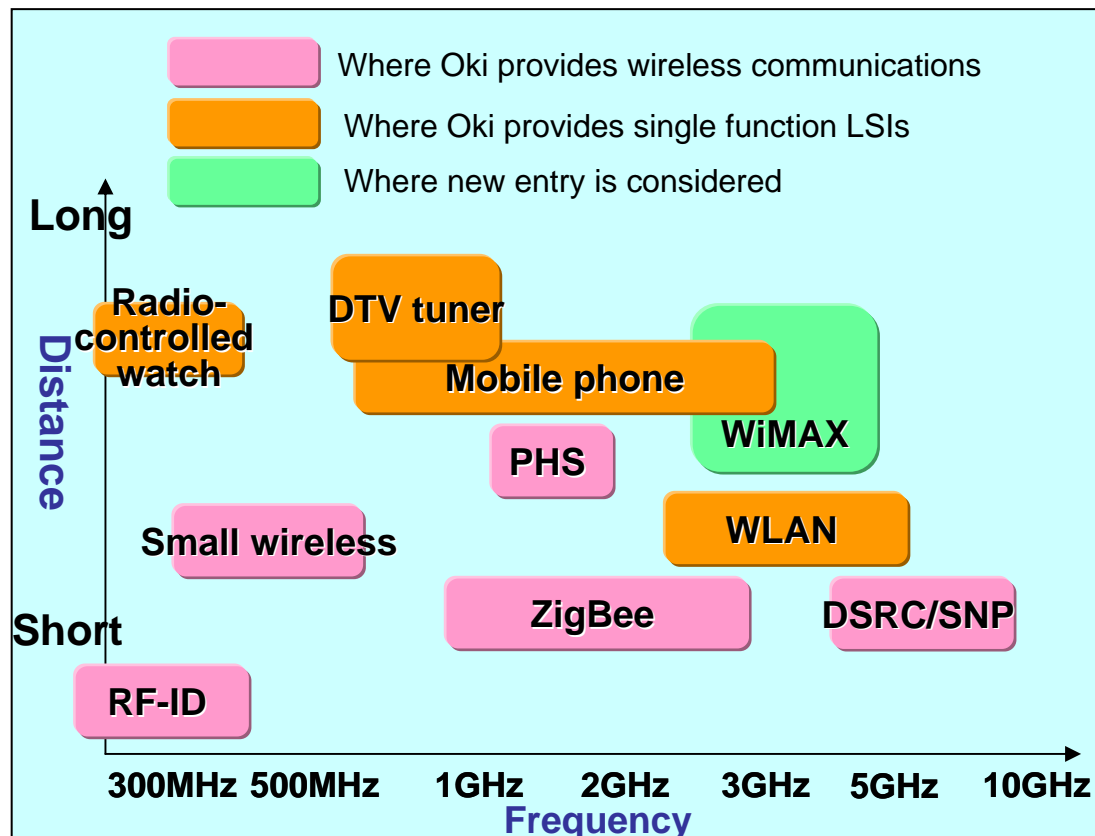 Where Oki provides wireless communications
Where Oki provides single function LSIs
Where new entry is considered
Long
Radio-
controlled
watch
DTV tuner
Mobile phone
WiMAX
Distance
PHS
Small wireless
WLAN
Short
ZigBee
DSRC/SNP
RF-ID
300MHz 500MHz 1GHz 2GHz 3GHz 5GHz 10GHz
Frequency